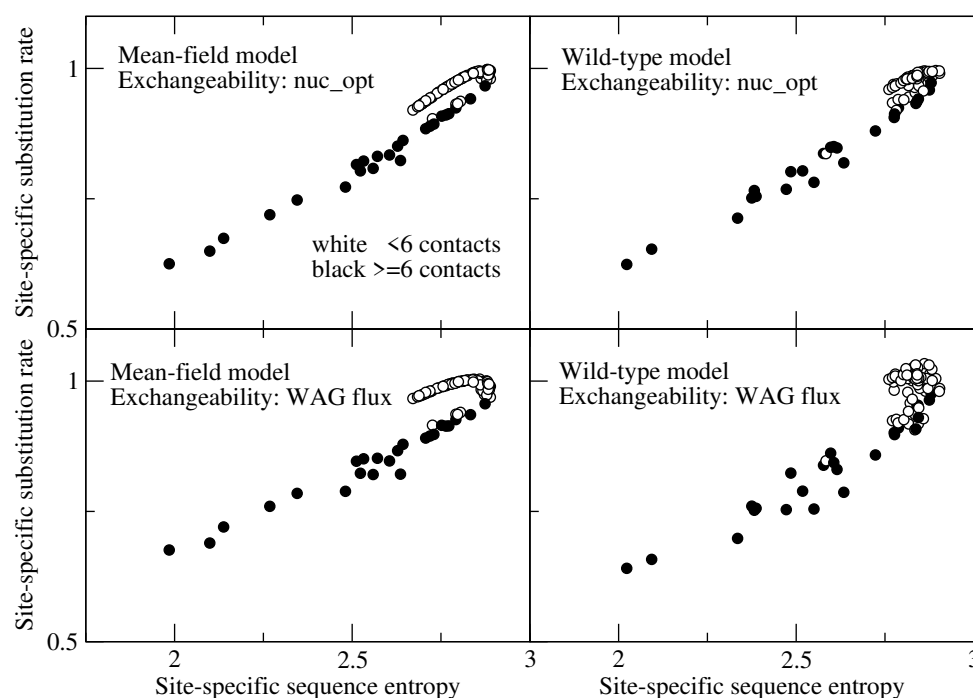 Site-specific substitution rate
1
Mean-field model
Exchangeability: nuc_opt
white <6 contacts
black >=6 contacts
Wild-type model
Exchangeability: nuc_opt
0.5
Site-specific substitution rate
1
Mean-field model
Exchangeability: WAG flux
Wild-type model
Exchangeability: WAG flux
0.5
2 2.5 3 2 2.5 3
Site-specific sequence entropy Site-specific sequence entropy